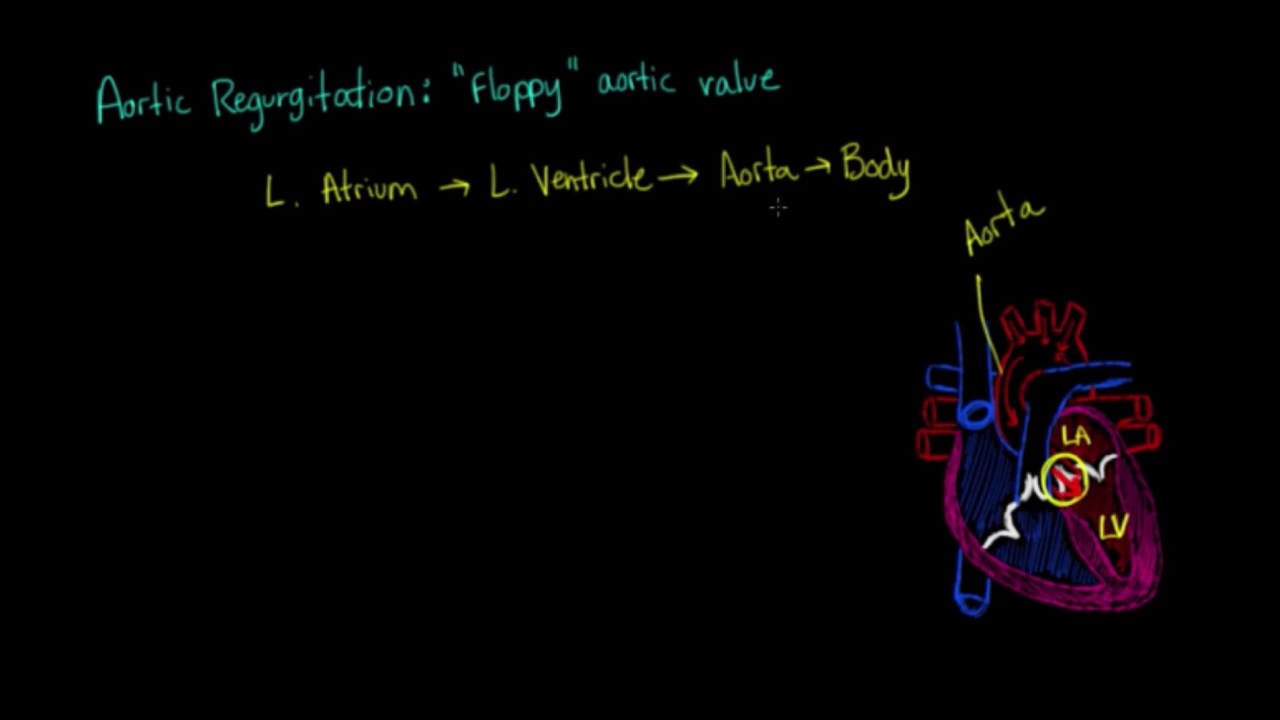 Aortic Regurgitation: "Floppy" aortic valve
L. Atrium → L. Ventricle → Aorta → Body
Aorta
LA
LV